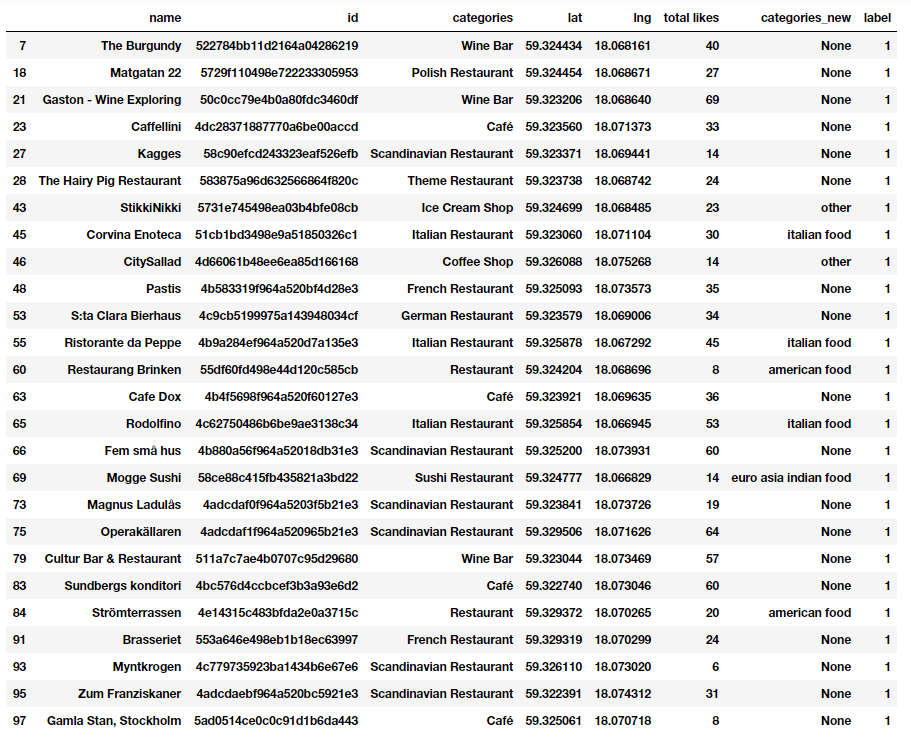 name id categories lat lng total likes categories_new label
7 The Burgundy 522784bb11d2164a04286219 Wine Bar 59.324434 18.068161 40 None 1
18 Matgatan 22 5729f110498e722233305953 Polish Restaurant 59.324454 18.068671 27 None 1
21 Gaston - Wine Exploring 50c0cc79e4b0a80fdc3460df Wine Bar 59.323206 18.068640 69 None 1
23 Caffellini 4dc28371887770a6be00accd Café 59.323560 18.071373 33 None 1
27 Kagges 58c90efcd243323eaf526efb Scandinavian Restaurant 59.323371 18.069441 14 None 1
28 The Hairy Pig Restaurant 583875a96d632566864f820c Theme Restaurant 59.323738 18.068742 24 None 1
43 StikkiNikki 5731e745498ea03b4bfe08cb Ice Cream Shop 59.324699 18.068485 23 other 1
45 Corvina Enoteca 51cb1bd3498e9a51850326c1 Italian Restaurant 59.323060 18.071104 30 italian food 1
46 CitySallad 4d66061b48ee6ea85d166168 Coffee Shop 59.326088 18.075268 14 other 1
48 Pastis 4b583319f964a520bf4d28e3 French Restaurant 59.325093 18.073573 35 None 1
53 S:ta Clara Bierhaus 4c9cb5199975a143948034cf German Restaurant 59.323579 18.069006 34 None 1
55 Ristorante da Peppe 4b9a284ef964a520d7a135e3 Italian Restaurant 59.325878 18.067292 45 italian food 1
60 Restaurang Brinken 55df60fd498e44d120c585cb Restaurant 59.324204 18.068696 8 american food 1
63 Cafe Dox 4b4f5698f964a520f60127e3 Café 59.323921 18.069635 36 None 1
65 Rodolfino 4c62750486b6be9ae3138c34 Italian Restaurant 59.325854 18.066945 53 italian food 1
66 Fem små hus 4b880a56f964a52018db31e3 Scandinavian Restaurant 59.325200 18.073931 60 None 1
69 Mogge Sushi 58ce88c415fb435821a3bd22 Sushi Restaurant 59.324777 18.066829 14 euro asia indian food 1
73 Magnus Ladulås 4adcdaf0f964a5203f5b21e3 Scandinavian Restaurant 59.323841 18.073726 19 None 1
75 Operakällaren 4adcdaf1f964a520965b21e3 Scandinavian Restaurant 59.329506 18.071626 64 None 1
79 Cultur Bar & Restaurant 511a7c7ae4b0707c95d29680 Wine Bar 59.323044 18.073469 57 None 1
83 Sundbergs konditori 4bc576d4ccbcef3b3a93e6d2 Café 59.322740 18.073046 60 None 1
84 Strömterrassen 4e14315c483bfda2e0a3715c Restaurant 59.329372 18.070265 20 american food 1
91 Brasseriet 553a646e498eb1b18ec63997 French Restaurant 59.329319 18.070299 24 None 1
93 Myntkrogen 4c779735923ba1434b6e67e6 Scandinavian Restaurant 59.326110 18.073020 6 None 1
95 Zum Franziskaner 4adcdaebf964a520bc5921e3 Scandinavian Restaurant 59.322391 18.074312 31 None 1
97 Gamla Stan, Stockholm 5ad0514ce0c0c91d1b6da443 Café 59.325061 18.070718 8 None 1